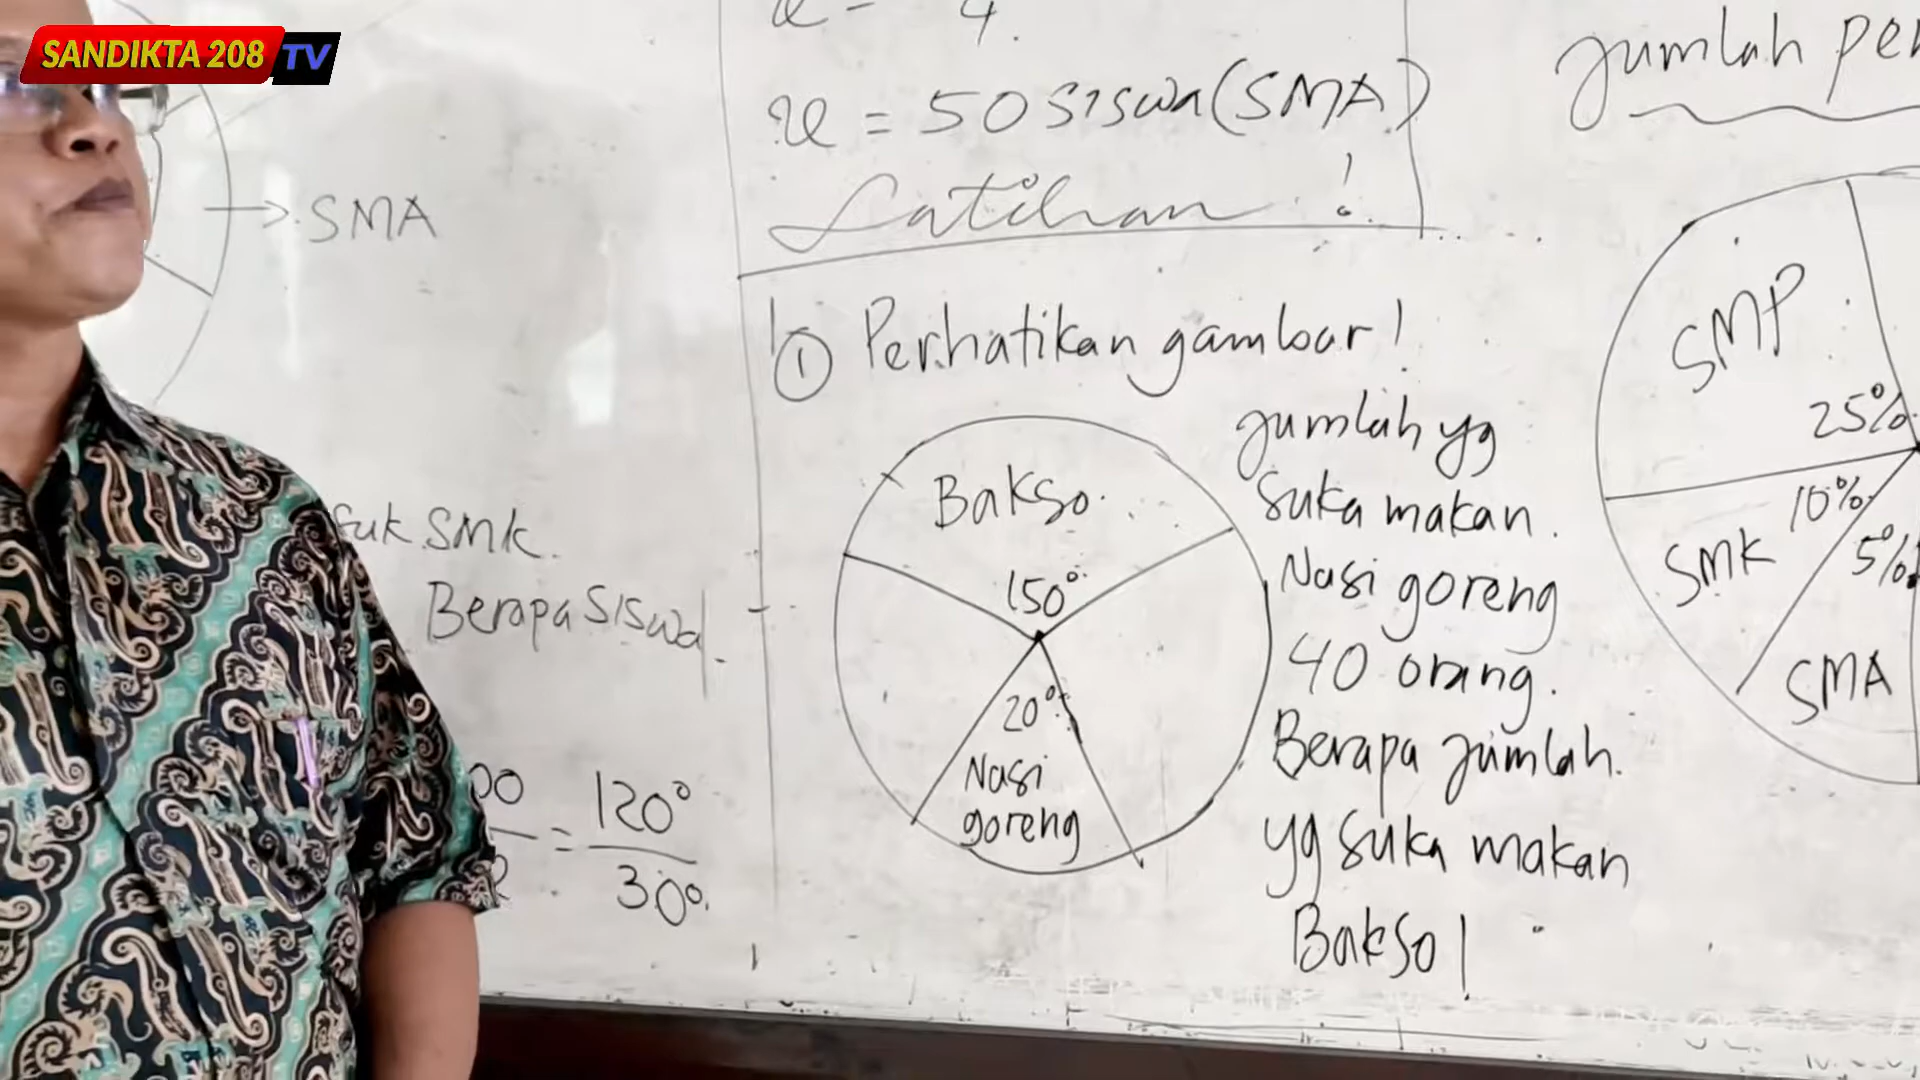 SANDIKTA 208 TV
x = 50 siswa (SMA)
Latihan!
① Perhatikan gambar!
Bakso
150°
20°
Nasi
goreng
jumlah yg
suka makan
Nasi goreng
40 orang.
Berapa jumlah
yg suka makan
Bakso!
→ SMA
SMK.
Berapa siswa
= 120°
30°
jumlah
SMP
25%
10%
SMK
5%
SMA